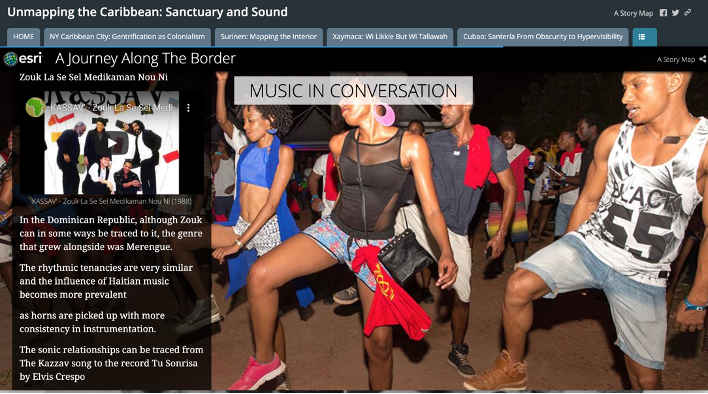 Unmapping the Caribbean: Sanctuary and Sound
A Story Map
HOME
NY Caribbean City: Gentrification as Colonialism
Surinen: Mapping the Interior
Xaymaca: Wi Likkle But Wi Tallawah
Cubao: Santería From Obscurity to Hypervisibility
esri
A Journey Along The Border
A Story Map
Zouk La Se Sel Medikaman Nou Ni
MUSIC IN CONVERSATION
KASSAV' - Zouk La Se Sel Medi...
KASSAV' - Zouk La Se Sel Medikaman Nou Ni (1988)
In the Dominican Republic, although Zouk
can in some ways be traced to it, the genre
that grew alongside was Merengue.
The rhythmic tenancies are very similar
and the influence of Haitian music
becomes more prevalent
as horns are picked up with more
consistency in instrumentation.
The sonic relationships can be traced from
The Kazzav song to the record Tu Sonrisa
by Elvis Crespo
BLACK
55